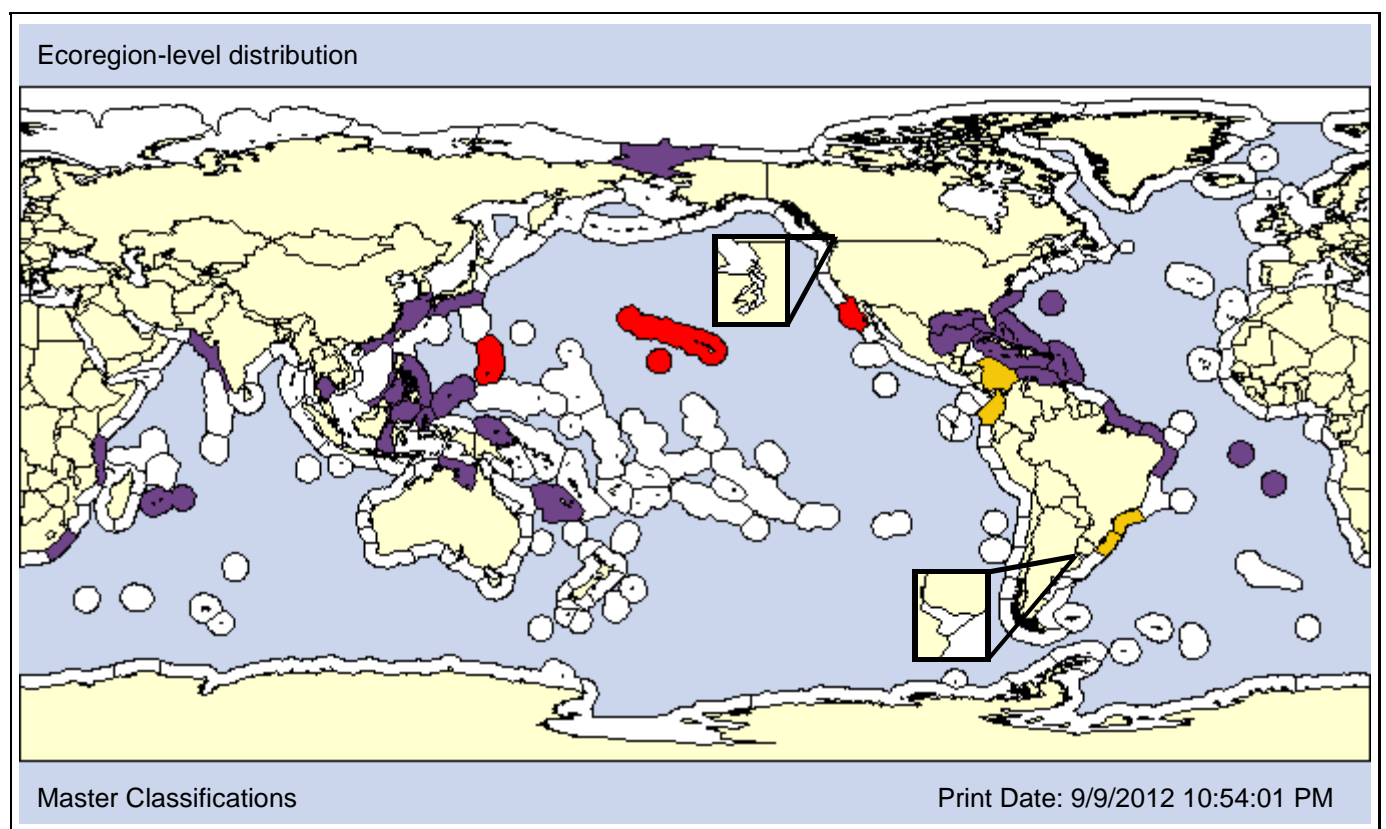 Ecoregion-level distribution
Master Classifications
Print Date: 9/9/2012 10:54:01 PM